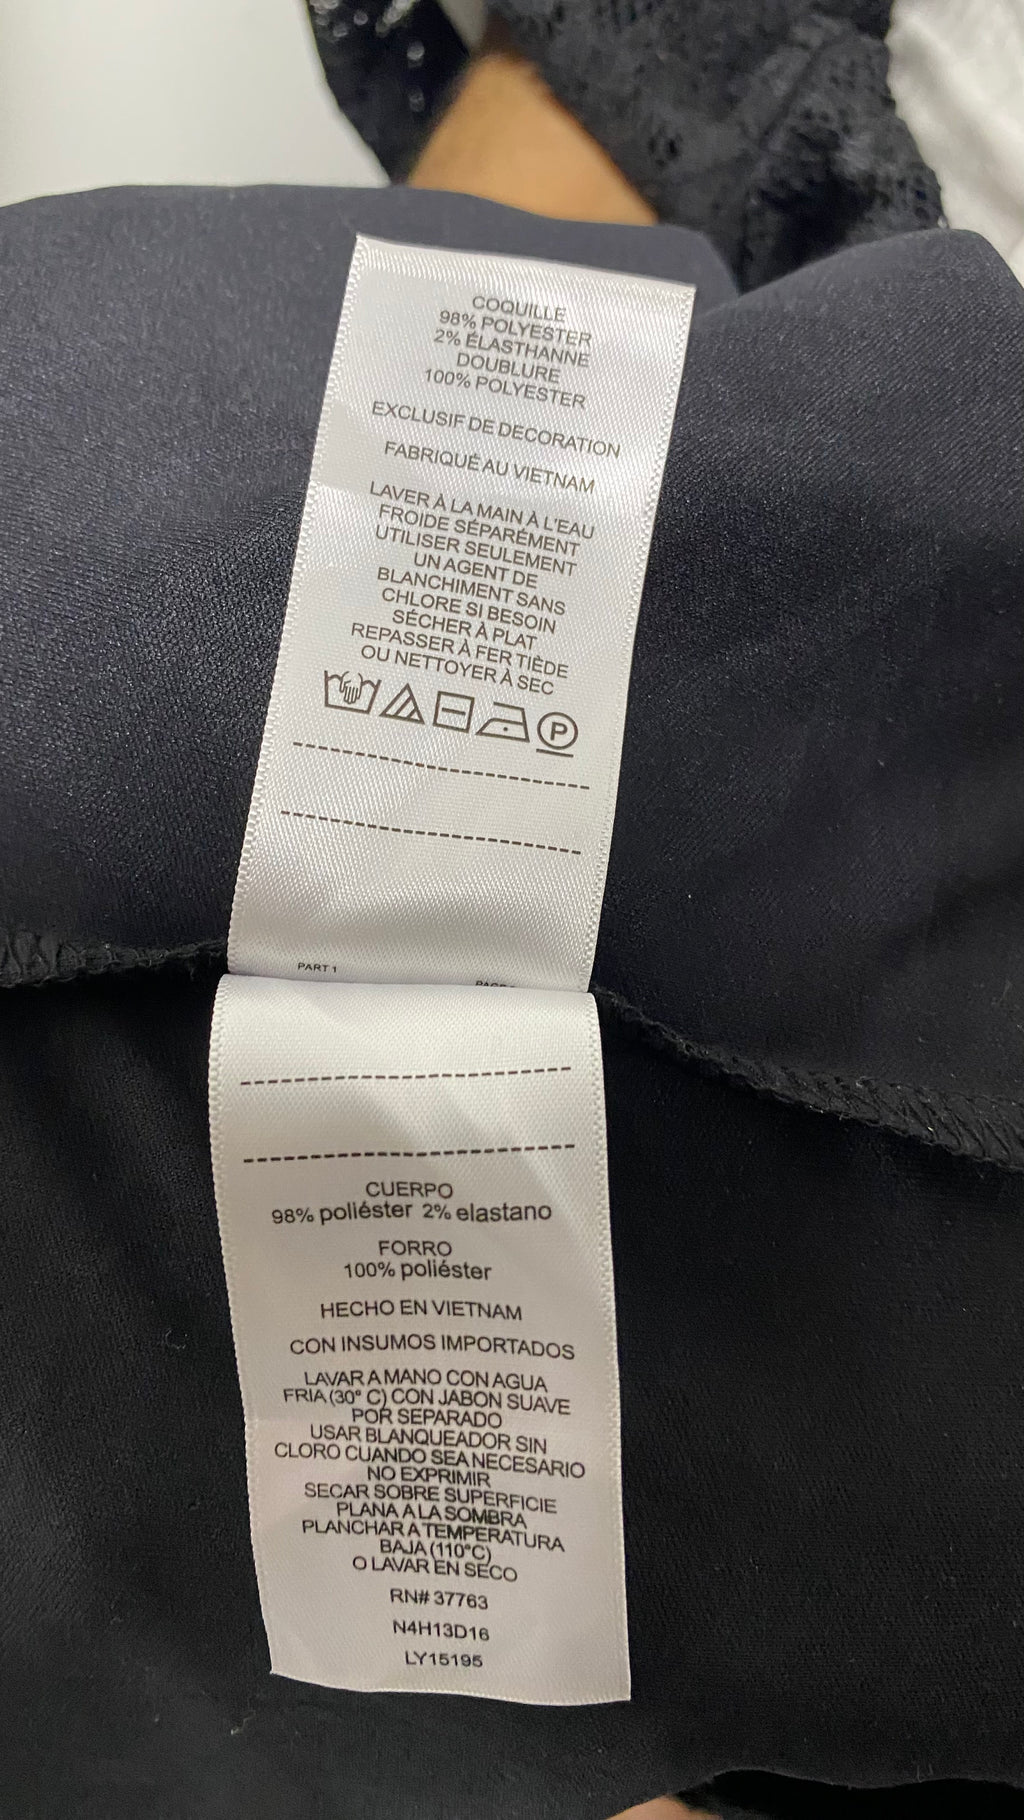 COQUILLE
98% POLYESTER
2% ÉLASTHANNE
DOUBLURE
100% POLYESTER
EXCLUSIF DE DECORATION
FABRIQUÉ AU VIETNAM
LAVER À LA MAIN À L'EAU
FROIDE SÉPARÉMENT
UTILISER SEULEMENT
UN AGENT DE
BLANCHIMENT SANS
CHLORE SI BESOIN
SÉCHER À PLAT
REPASSER À FER TIÈDE
OU NETTOYER À SEC
P
PART 1
CUERPO
98% poliéster 2% elastano
FORRO
100% poliéster
HECHO EN VIETNAM
CON INSUMOS IMPORTADOS
LAVAR A MANO CON AGUA
FRIA (30° C) CON JABON SUAVE
POR SEPARADO
USAR BLANQUEADOR SIN
CLORO CUANDO SEA NECESARIO
NO EXPRIMIR
SECAR SOBRE SUPERFICIE
PLANA A LA SOMBRA
PLANCHAR A TEMPERATURA
BAJA (110°C)
O LAVAR EN SECO
RN# 37763
N4H13D16
LY15195